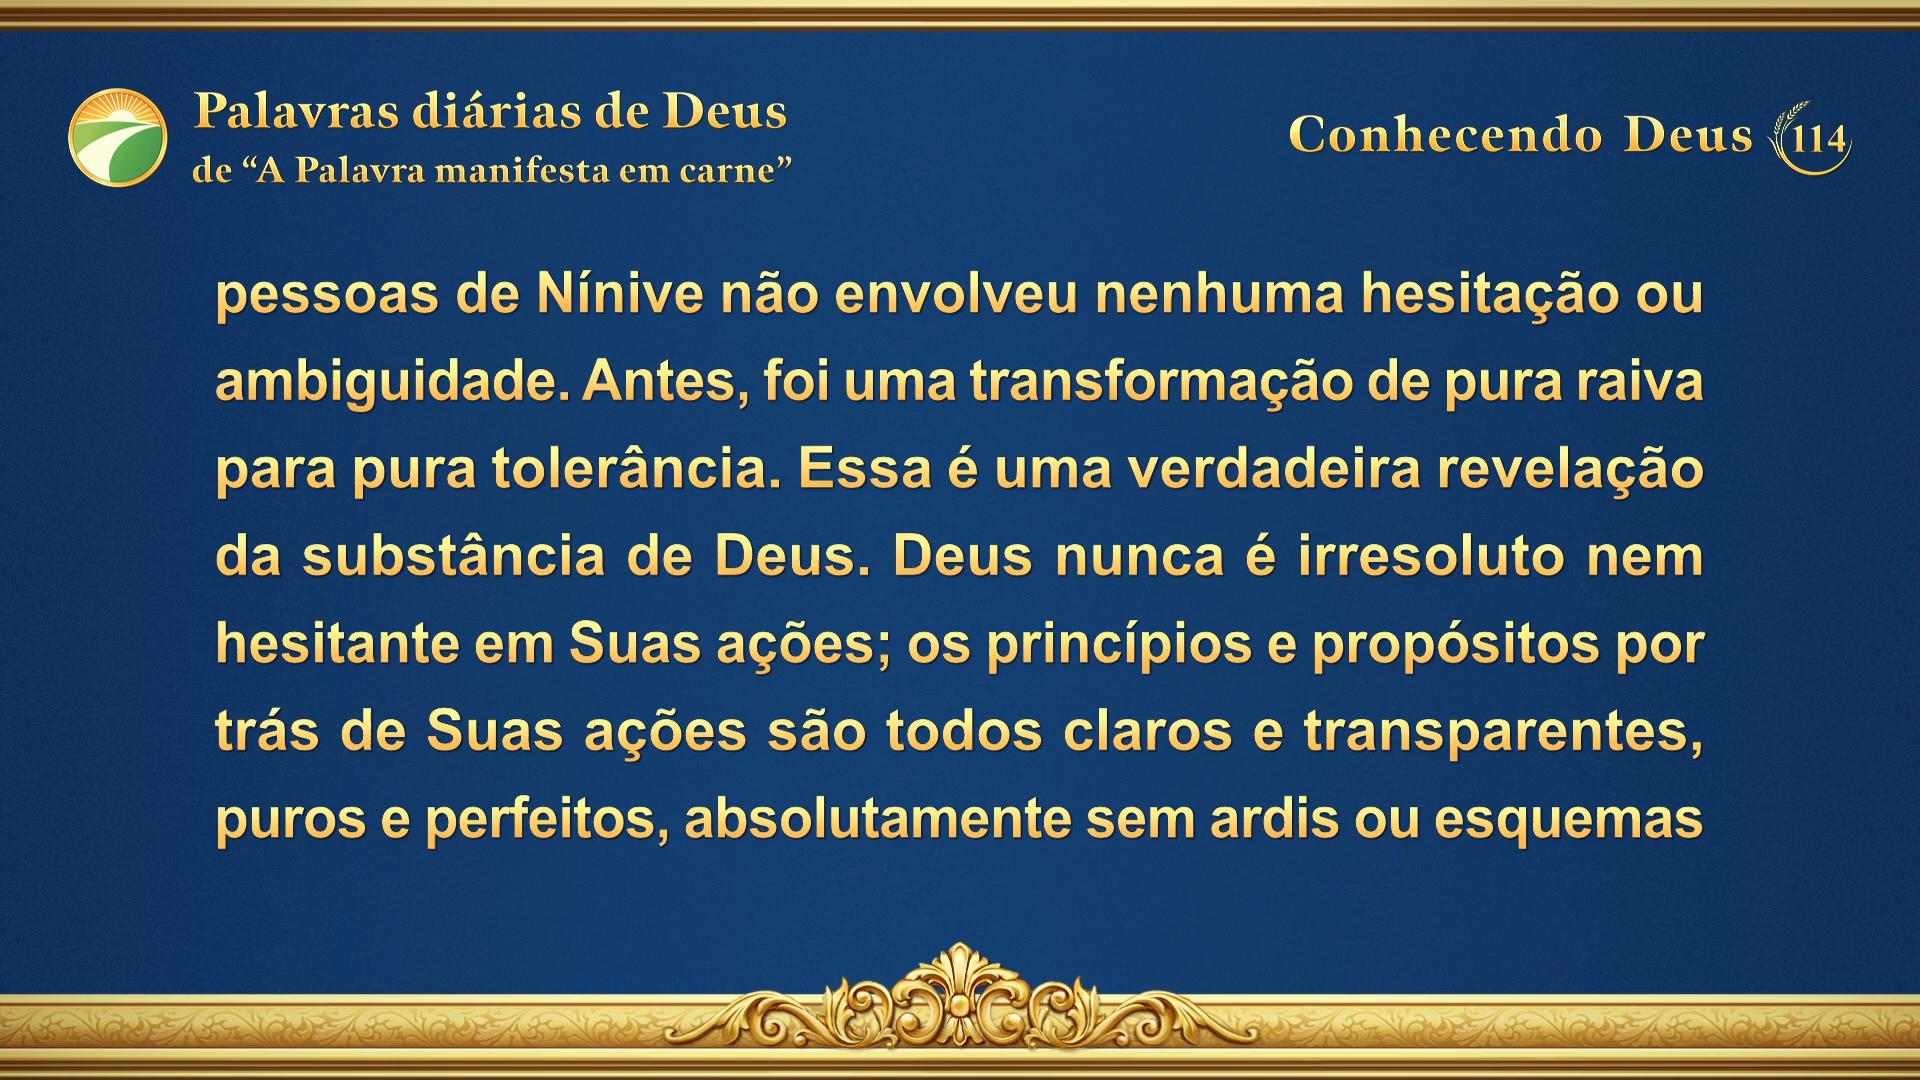 Palavras diárias de Deus
de “A Palavra manifesta em carne”
Conhecendo Deus 114
pessoas de Nínive não envolveu nenhuma hesitação ou
ambiguidade. Antes, foi uma transformação de pura raiva
para pura tolerância. Essa é uma verdadeira revelação
da substância de Deus. Deus nunca é irresoluto nem
hesitante em Suas ações; os princípios e propósitos por
trás de Suas ações são todos claros e transparentes,
puros e perfeitos, absolutamente sem ardis ou esquemas